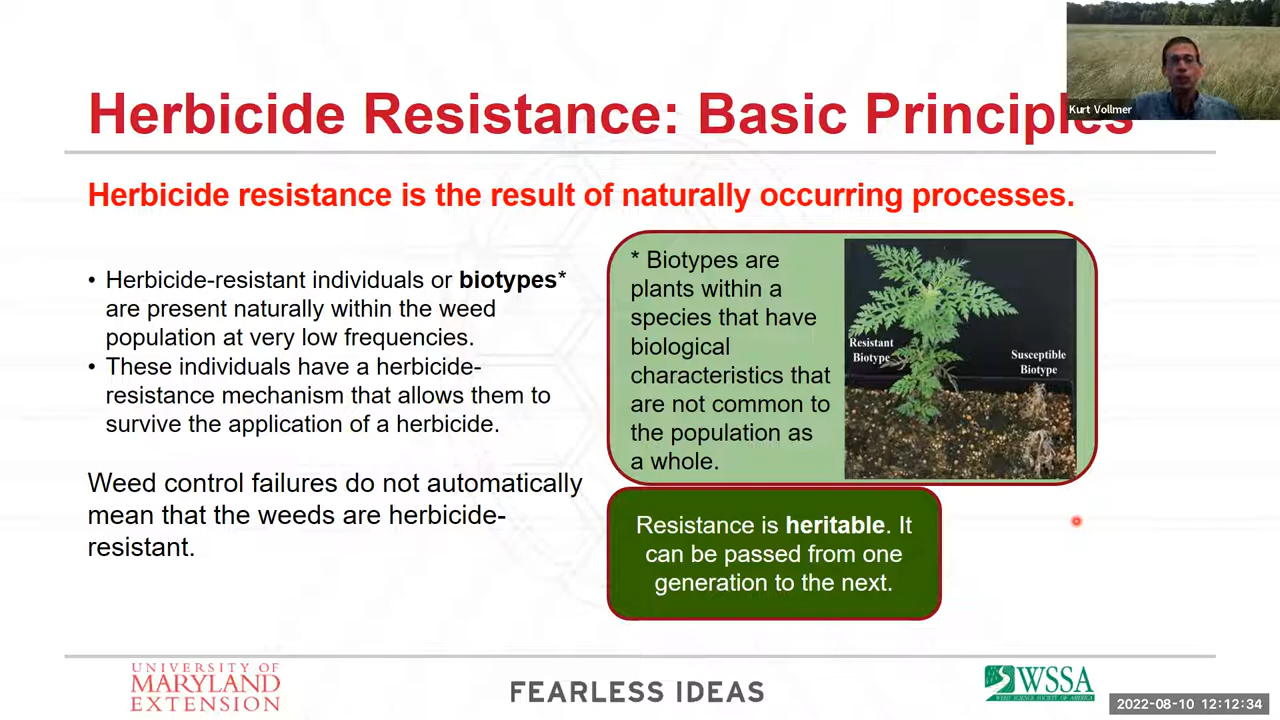 Kurt Vollmer
Herbicide Resistance: Basic Principles
Herbicide resistance is the result of naturally occurring processes.
• Herbicide-resistant individuals or biotypes*
are present naturally within the weed
population at very low frequencies.
• These individuals have a herbicide-
resistance mechanism that allows them to
survive the application of a herbicide.
Weed control failures do not automatically
mean that the weeds are herbicide-
resistant.
* Biotypes are
plants within a
species that have
biological
characteristics that
are not common to
the population as
a whole.
Resistant
Biotype
Susceptible
Biotype
Resistance is heritable. It
can be passed from one
generation to the next.
UNIVERSITY OF
MARYLAND
EXTENSION
FEARLESS IDEAS
WSSA
WEED SCIENCE SOCIETY OF AMERICA
2022-08-10 12:12:34